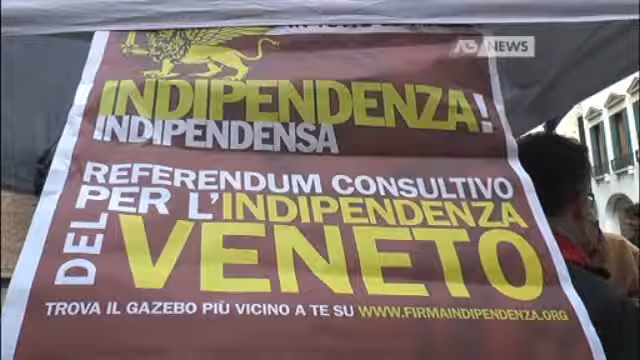 A3 NEWS
INDIPENDENZA!
INDIPENDENSA
REFERENDUM CONSULTIVO
PER L'INDIPENDENZA
DEL VENETO
TROVA IL GAZEBO PIÙ VICINO A TE SU WWW.FIRMAINDIPENDENZA.ORG